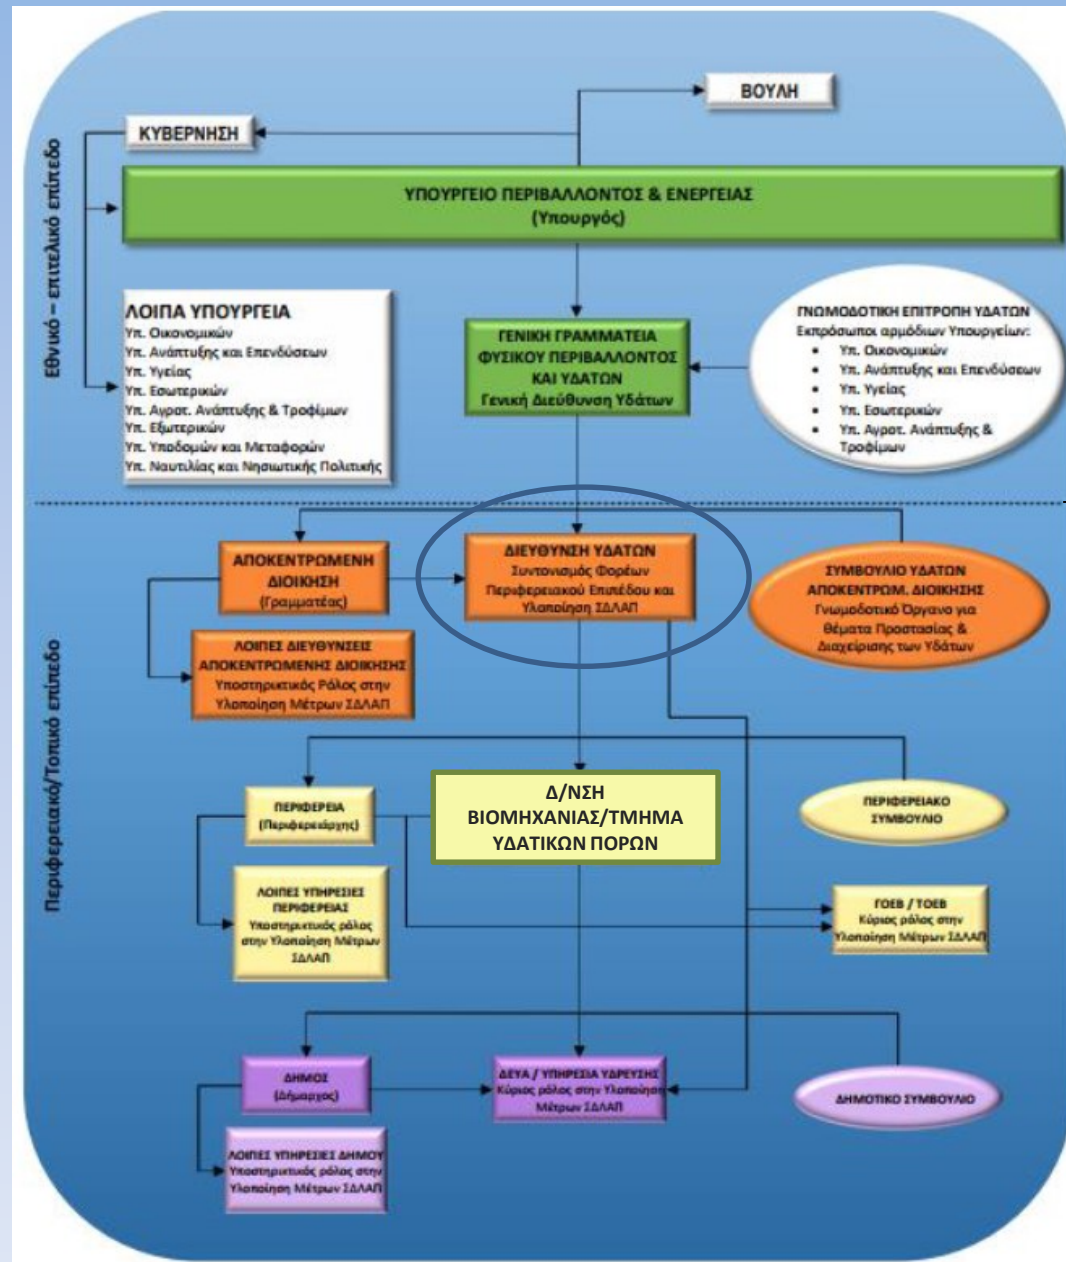 ΒΟΥΛΗ
ΚΥΒΕΡΝΗΣΗ
Εθνικό – επιτελικό επίπεδο
ΥΠΟΥΡΓΕΙΟ ΠΕΡΙΒΑΛΛΟΝΤΟΣ & ΕΝΕΡΓΕΙΑΣ
(Υπουργός)
ΛΟΙΠΑ ΥΠΟΥΡΓΕΙΑ
Υπ. Οικονομικών
Υπ. Ανάπτυξης και Επενδύσεων
Υπ. Υγείας
Υπ. Εσωτερικών
Υπ. Αγροτ. Ανάπτυξης & Τροφίμων
Υπ. Εξωτερικών
Υπ. Υποδομών και Μεταφορών
Υπ. Ναυτιλίας και Νησιωτικής Πολιτικής
ΓΕΝΙΚΗ ΓΡΑΜΜΑΤΕΙΑ
ΦΥΣΙΚΟΥ ΠΕΡΙΒΑΛΛΟΝΤΟΣ
ΚΑΙ ΥΔΑΤΩΝ
Γενική Διεύθυνση Υδάτων
ΓΝΩΜΟΔΟΤΙΚΗ ΕΠΙΤΡΟΠΗ ΥΔΑΤΩΝ
Εκπρόσωποι αρμόδιων Υπουργείων:
• Υπ. Οικονομικών
• Υπ. Ανάπτυξης και Επενδύσεων
• Υπ. Υγείας
• Υπ. Εσωτερικών
• Υπ. Αγροτ. Ανάπτυξης &
Τροφίμων
Περιφερειακό/Τοπικό επίπεδο
ΑΠΟΚΕΝΤΡΩΜΕΝΗ
ΔΙΟΙΚΗΣΗ
(Γραμματέας)
ΔΙΕΥΘΥΝΣΗ ΥΔΑΤΩΝ
Συντονισμός Φορέων
Περιφερειακού Επιπέδου και
Υλοποίηση ΣΔΛΑΠ
ΣΥΜΒΟΥΛΙΟ ΥΔΑΤΩΝ
ΑΠΟΚΕΝΤΡΩΜ. ΔΙΟΙΚΗΣΗΣ
Γνωμοδοτικό Όργανο για
θέματα Προστασίας &
Διαχείρισης των Υδάτων
ΛΟΙΠΕΣ ΔΙΕΥΘΥΝΣΕΙΣ
ΑΠΟΚΕΝΤΡΩΜΕΝΗΣ ΔΙΟΙΚΗΣΗΣ
Υποστηρικτικός Ρόλος στην
Υλοποίηση Μέτρων ΣΔΛΑΠ
ΠΕΡΙΦΕΡΕΙΑ
(Περιφερειάρχης)
Δ/ΝΣΗ
ΒΙΟΜΗΧΑΝΙΑΣ/ΤΜΗΜΑ
ΥΔΑΤΙΚΩΝ ΠΟΡΩΝ
ΠΕΡΙΦΕΡΕΙΑΚΟ
ΣΥΜΒΟΥΛΙΟ
ΛΟΙΠΕΣ ΥΠΗΡΕΣΙΕΣ
ΠΕΡΙΦΕΡΕΙΑΣ
Υποστηρικτικός ρόλος
στην Υλοποίηση Μέτρων
ΣΔΛΑΠ
ΓΟΕΒ / ΤΟΕΒ
Κύριος ρόλος στην
Υλοποίηση Μέτρων ΣΔΛΑΠ
ΔΗΜΟΣ
(Δήμαρχος)
ΔΕΥΑ / ΥΠΗΡΕΣΙΑ ΥΔΡΕΥΣΗΣ
Κύριος ρόλος στην Υλοποίηση
Μέτρων ΣΔΛΑΠ
ΔΗΜΟΤΙΚΟ ΣΥΜΒΟΥΛΙΟ
ΛΟΙΠΕΣ ΥΠΗΡΕΣΙΕΣ ΔΗΜΟΥ
Υποστηρικτικός ρόλος στην
Υλοποίηση Μέτρων ΣΔΛΑΠ